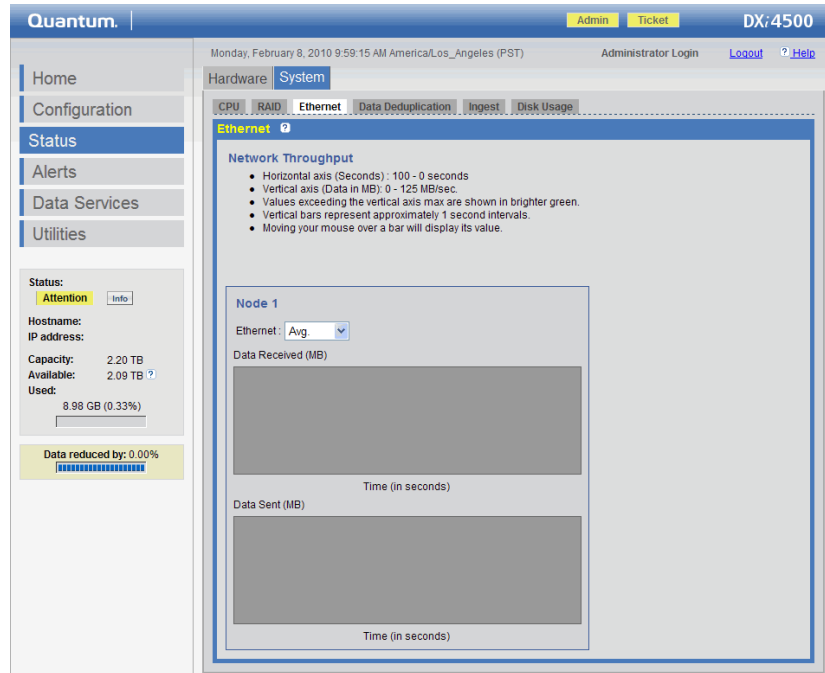 Quantum.
Admin Ticket DXi4500
Monday, February 8, 2010 9:59:15 AM America/Los_Angeles (PST) Administrator Login Logout ? Help
Home
Configuration
Status
Alerts
Data Services
Utilities
Status:
Attention Info
Hostname:
IP address:
Capacity: 2.20 TB
Available: 2.09 TB ?
Used:
8.98 GB (0.33%)
Data reduced by: 0.00%
Hardware System
CPU RAID Ethernet Data Deduplication Ingest Disk Usage
Ethernet ?
Network Throughput
• Horizontal axis (Seconds) : 100 - 0 seconds
• Vertical axis (Data in MB): 0 - 125 MB/sec.
• Values exceeding the vertical axis max are shown in brighter green.
• Vertical bars represent approximately 1 second intervals.
• Moving your mouse over a bar will display its value.
Node 1
Ethernet : Avg.
Data Received (MB)
Time (in seconds)
Data Sent (MB)
Time (in seconds)